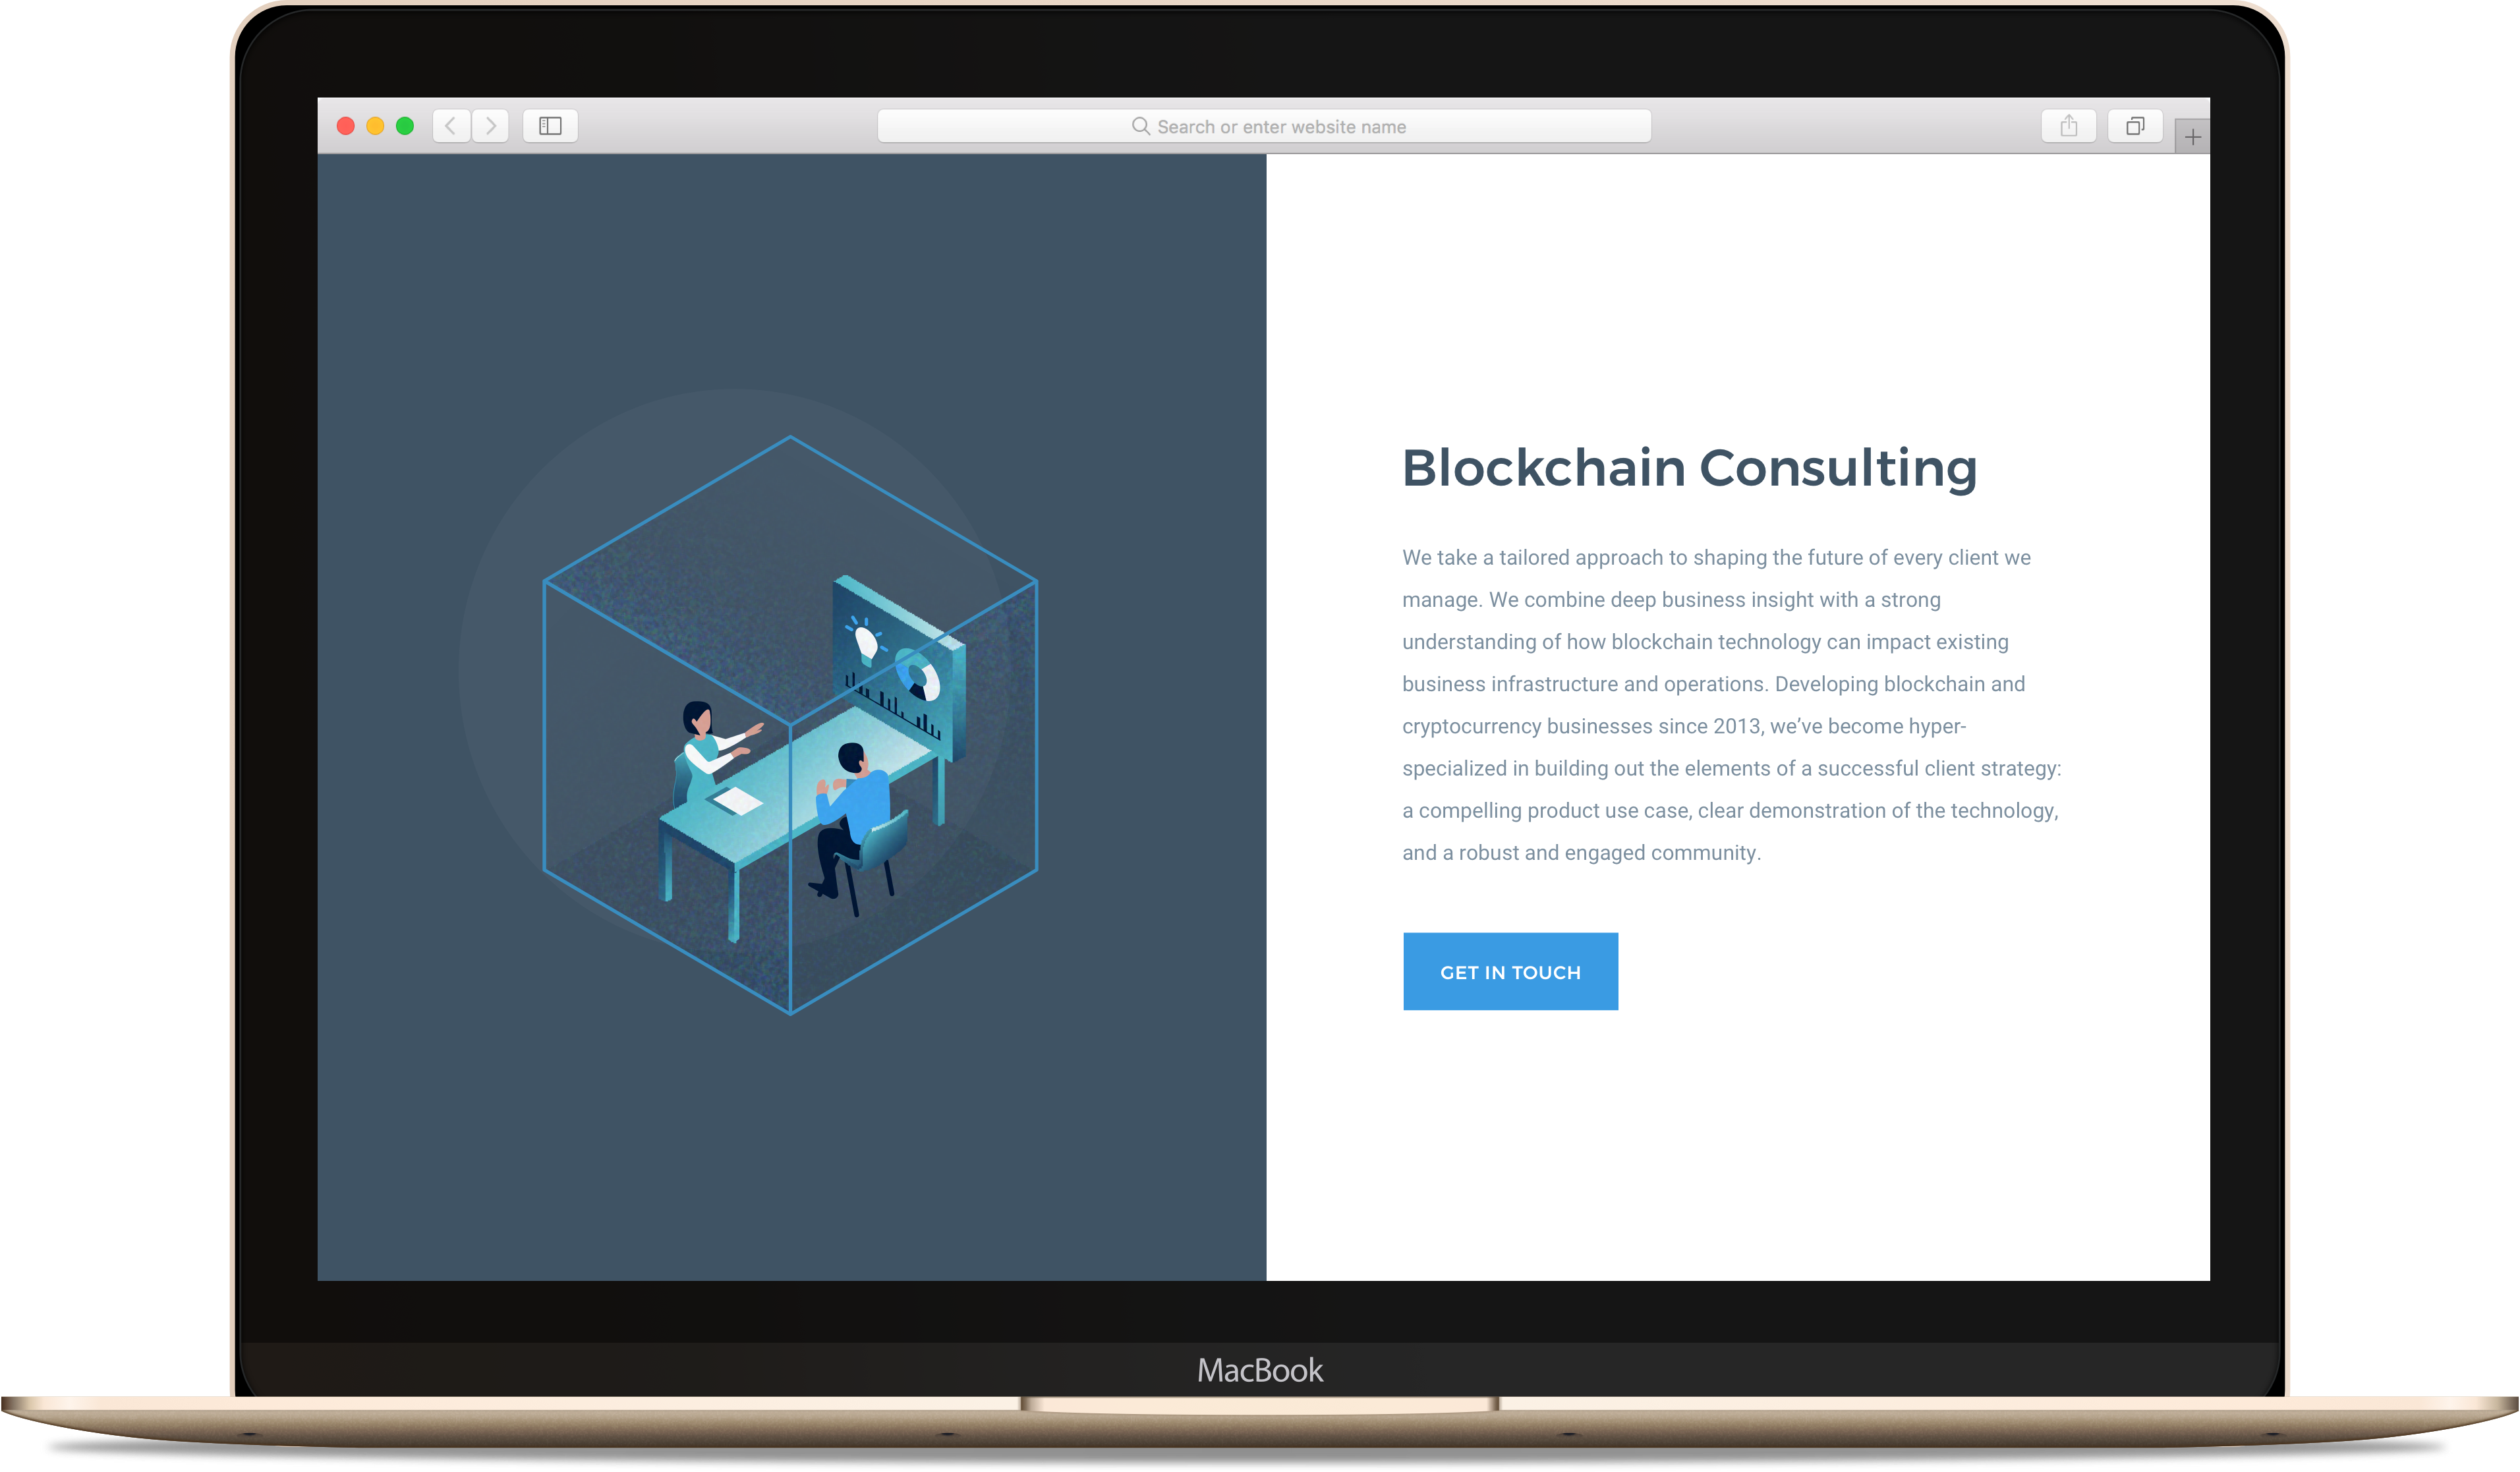 Search or enter website name
Blockchain Consulting
We take a tailored approach to shaping the future of every client we
manage. We combine deep business insight with a strong
understanding of how blockchain technology can impact existing
business infrastructure and operations. Developing blockchain and
cryptocurrency businesses since 2013, we’ve become hyper-
specialized in building out the elements of a successful client strategy:
a compelling product use case, clear demonstration of the technology,
and a robust and engaged community.
GET IN TOUCH
MacBook